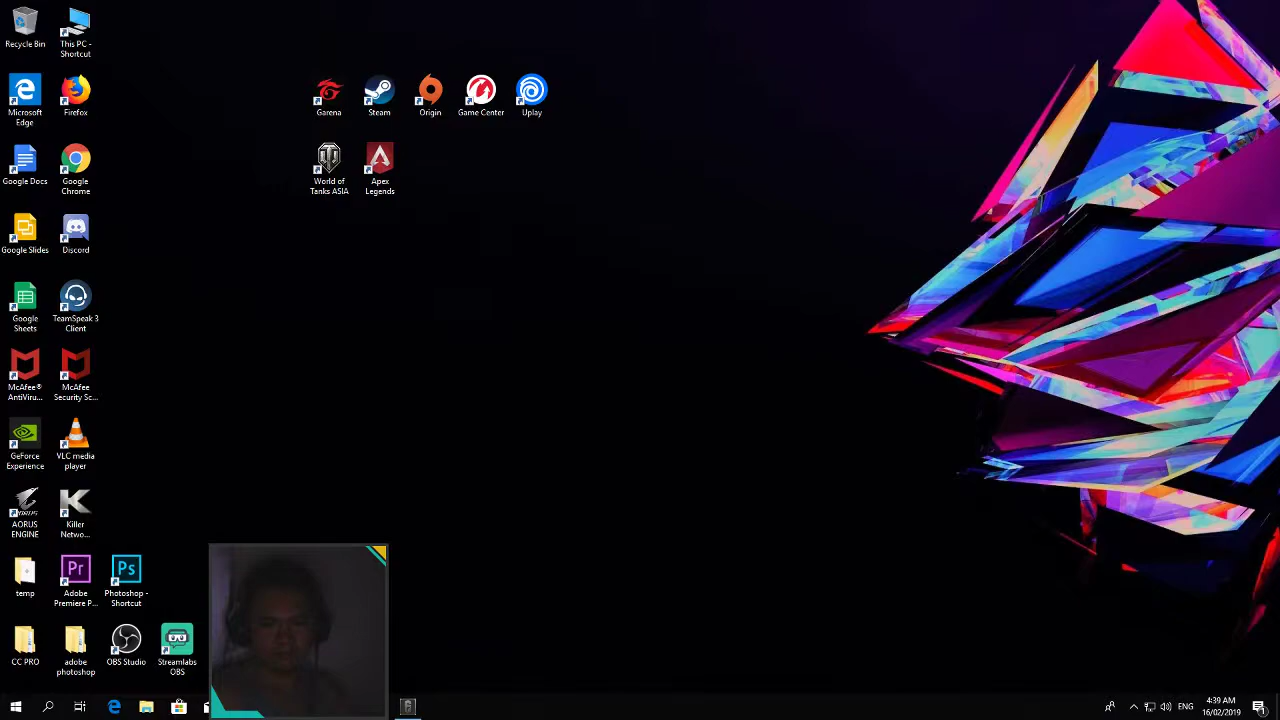 Recycle Bin
This PC -
Shortcut
Microsoft
Edge
Firefox
Garena
Steam
Origin
Game Center
Uplay
Google Docs
Google
Chrome
World of
Tanks ASIA
Apex
Legends
Google Slides
Discord
Google
Sheets
TeamSpeak 3
Client
McAfee®
AntiViru...
McAfee
Security Sc...
GeForce
Experience
VLC media
player
AORUS
ENGINE
Killer
Netwo...
temp
Adobe
Premiere P...
Photoshop -
Shortcut
CC PRO
adobe
photoshop
OBS Studio
Streamlabs
OBS
ENG
4:39 AM
16/02/2019